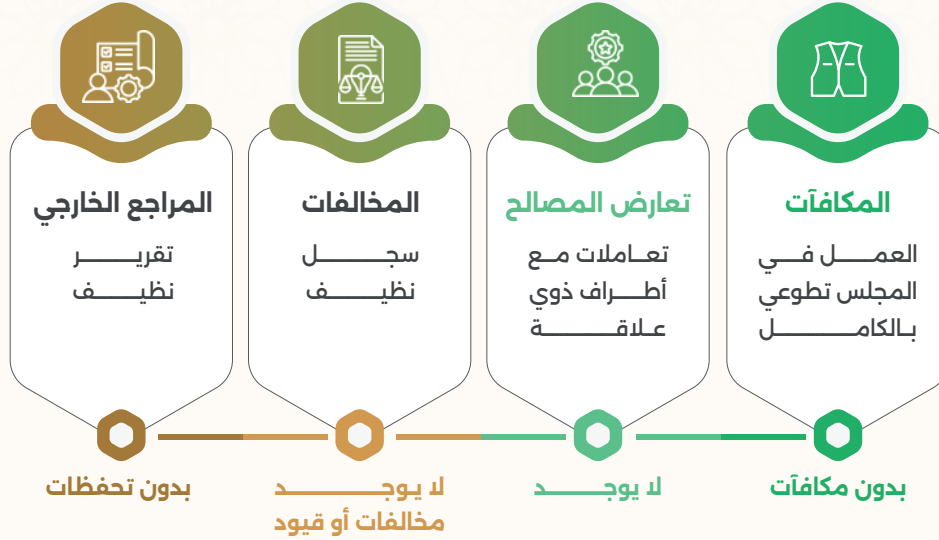 المكافآت
العمل في
المجلس تطوعي
بالكامل
بدون مكافآت
تعارض المصالح
تعاملات مع
أطراف ذوي
علاقة
لا يوجد
المخالفات
سجل
نظيف
لا يوجد
مخالفات أو قيود
المراجع الخارجي
تقرير
نظيف
بدون تحفظات